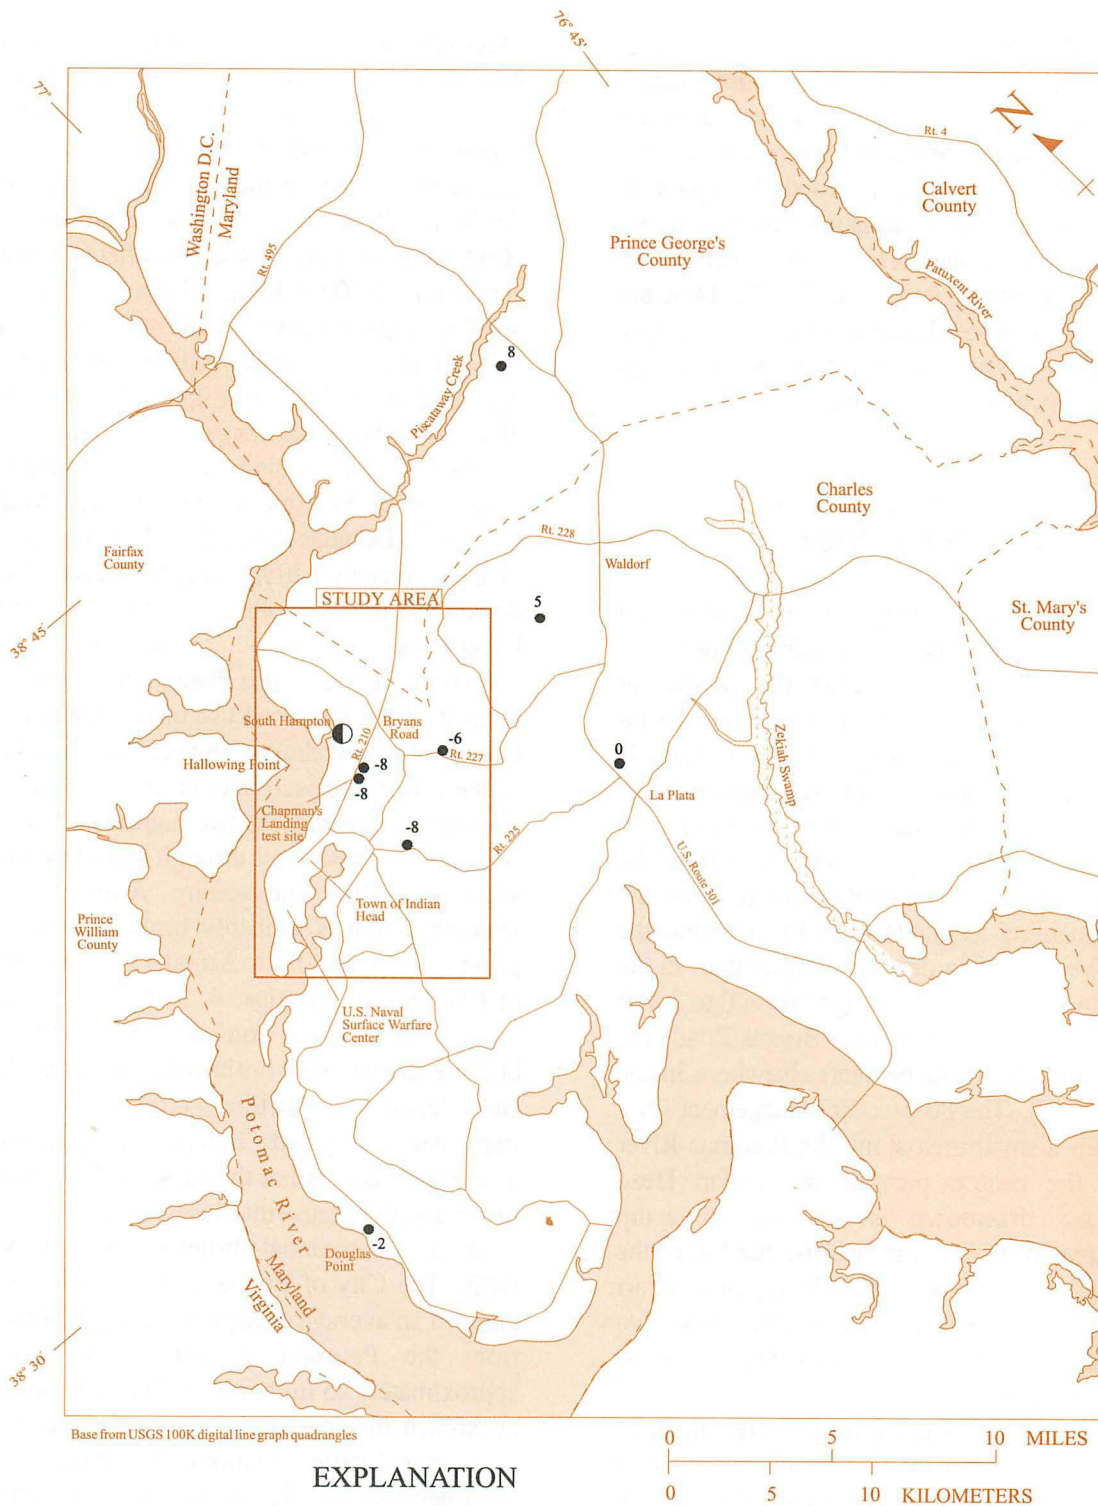 76° 45'
77°
N
Washington D.C.
Maryland
Rt. 4
Calvert
County
Rt. 495
Prince George's
County
Patuxent River
8
Piscataway Creek
Charles
County
Rt. 228
Fairfax
County
Waldorf
STUDY AREA
5
St. Mary's
County
38° 45'
South Hampton
Bryans
Road
Rt. 210
-6
Rt. 227
0
Hallowing Point
-8
-8
La Plata
Zekiah Swamp
Chapman's
Landing
test site
-8
Rt. 225
U.S. Route 301
Town of Indian
Head
Prince
William
County
U.S. Naval
Surface Warfare
Center
Potomac River
-2
Douglas
Point
Maryland
Virginia
38° 30'
Base from USGS 100K digital line graph quadrangles
0 5 10 MILES
EXPLANATION
0 5 10 KILOMETERS